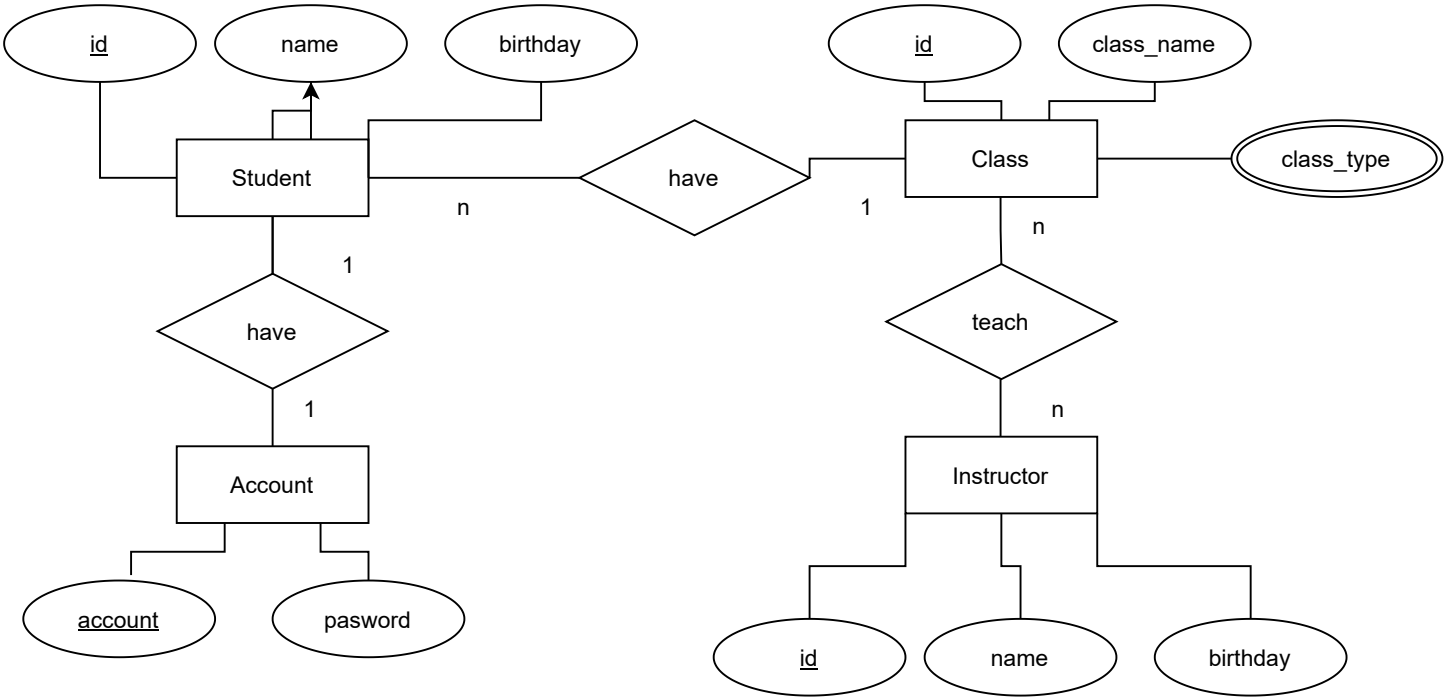 id
name
birthday
id
class_name
Student
have
Class
class_type
n
1
n
1
have
teach
1
n
Account
Instructor
account
pasword
id
name
birthday